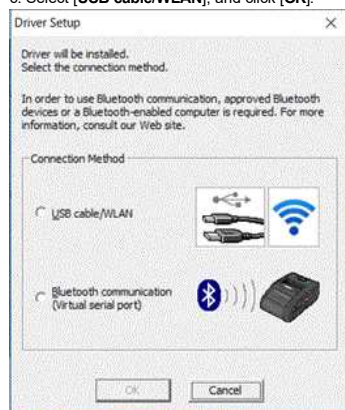 6. Select [USB cable/WLAN], and click [OK].
Driver Setup
Driver will be installed.
Select the connection method.
In order to use Bluetooth communication, approved Bluetooth
devices or a Bluetooth-enabled computer is required. For more
information, consult our Web site.
Connection Method
USB cable/WLAN
Bluetooth communication
(Virtual serial port)
OK
Cancel